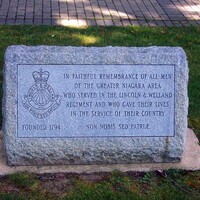 IN FAITHFUL REMEMBRANCE OF ALL MEN
OF THE GREATER NIAGARA AREA
WHO SERVED IN THE LINCOLN & WELLAND
REGIMENT AND WHO GAVE THEIR LIVES
IN THE SERVICE OF THEIR COUNTRY
FOUNDED 1794
NON NOBIS SED PATRIÆ